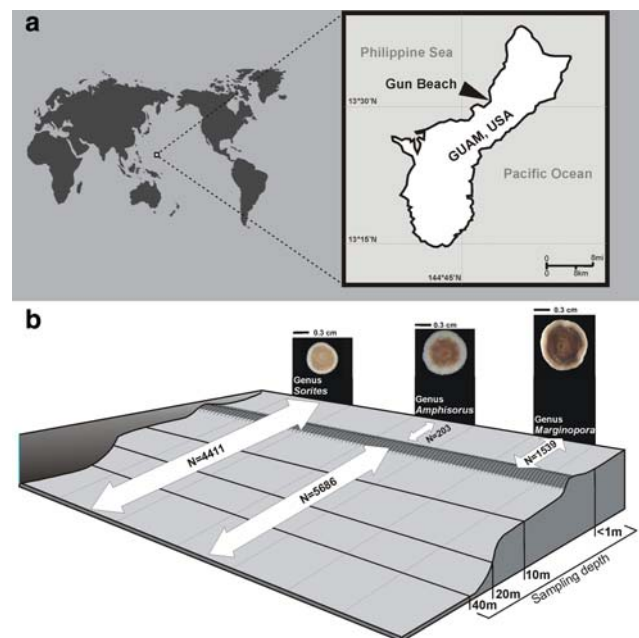 a
Philippine Sea
Gun Beach
13°30'N
GUAM, USA
Pacific Ocean
13°15'N
144°45'N
0 8mi
0 8km
b
0.3 cm
0.3 cm
0.3 cm
Genus
Sorites
Genus
Amphisorus
Genus
Marginopora
N=203
N=1539
N=4411
N=5686
<1m
10m
20m
40m
Sampling depth